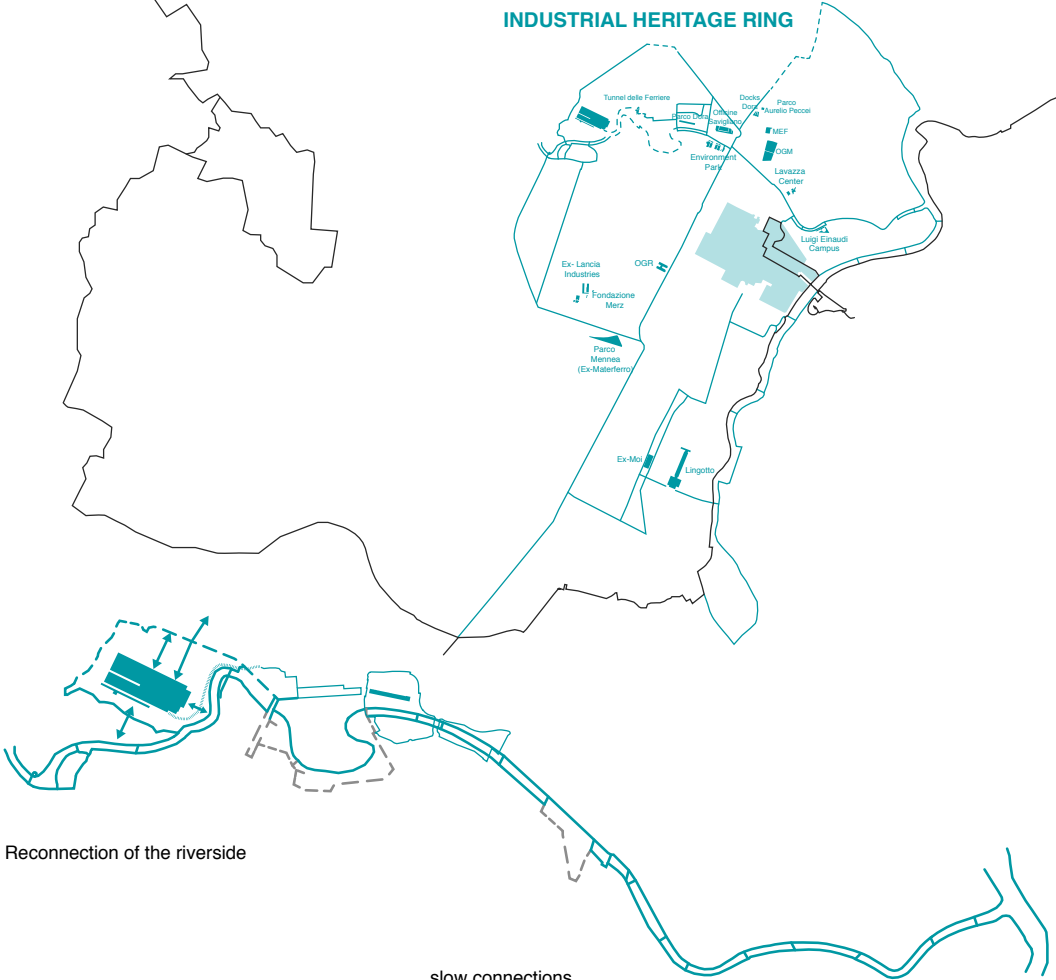 INDUSTRIAL HERITAGE RING
Tunnel delle Ferriere
Parco Dora
Officine
Savigliano
Docks
Dora
Parco
Aurelio Peccei
MEF
OGM
Environment
Park
Lavazza
Center
Luigi Einaudi
Campus
OGR
Ex- Lancia
Industries
Fondazione
Merz
Parco
Mennea
(Ex-Materferro)
Ex-Moi
Lingotto
Reconnection of the riverside
slow connections